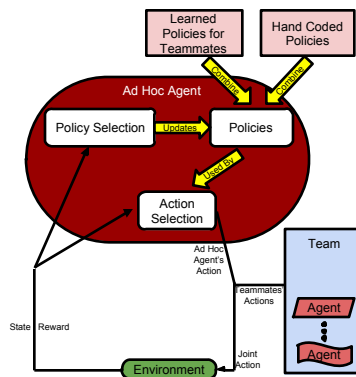 Learned
Policies for
Teammates
Hand Coded
Policies
Combine
Combine
Ad Hoc Agent
Policy Selection
Updates
Policies
Used By
Action
Selection
Ad Hoc
Agent's
Action
Team
Teammates
Actions
Agent
Agent
State
Reward
Joint
Action
Environment